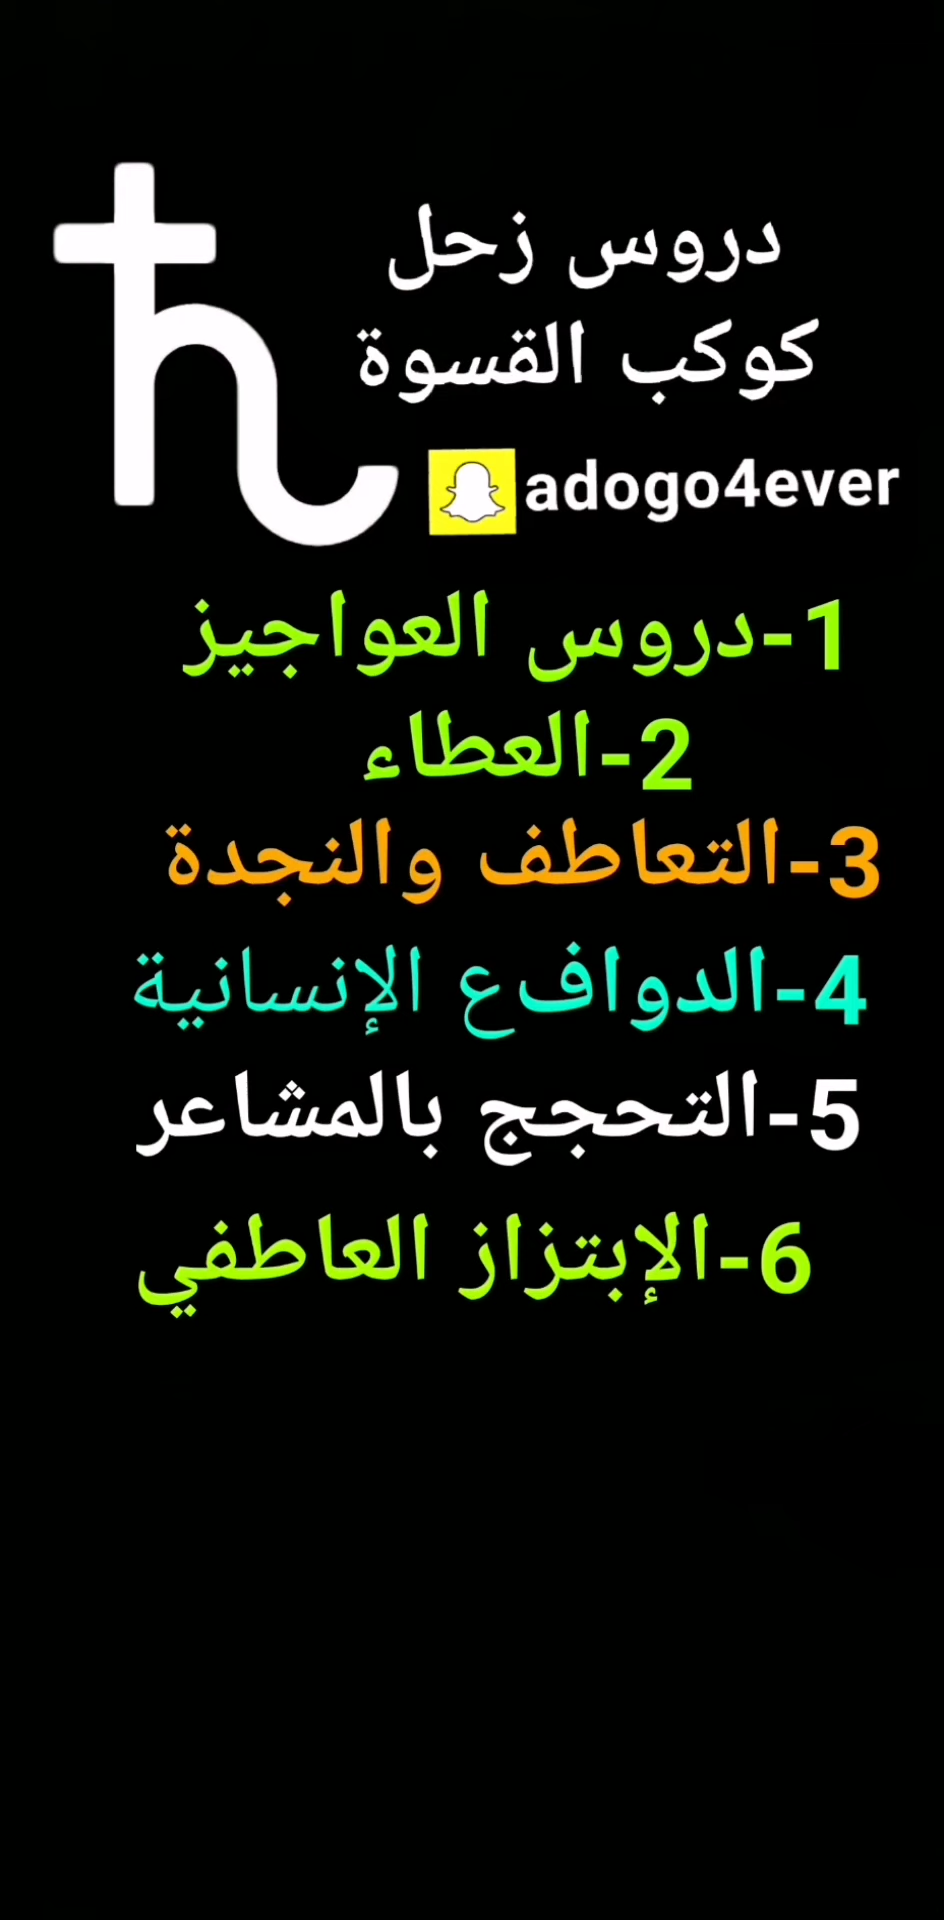 دروس زحل
كوكب القسوة
adogo4ever
1-دروس العواجيز
2-العطاء
3-التعاطف والنجدة
4-الدوافع الإنسانية
5-التحجج بالمشاعر
6-الإبتزاز العاطفي